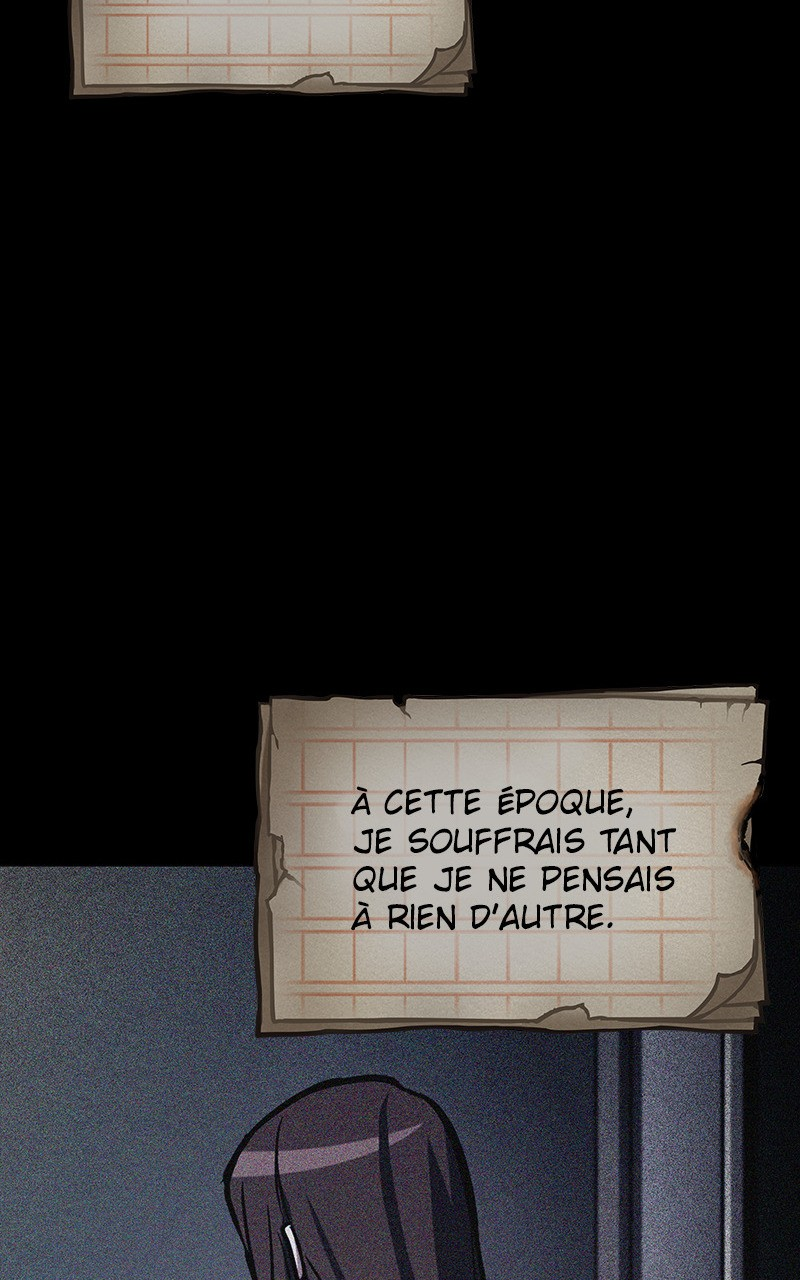 À CETTE ÉPOQUE,
JE SOUFFRAIS TANT
QUE JE NE PENSAIS
À RIEN D'AUTRE.